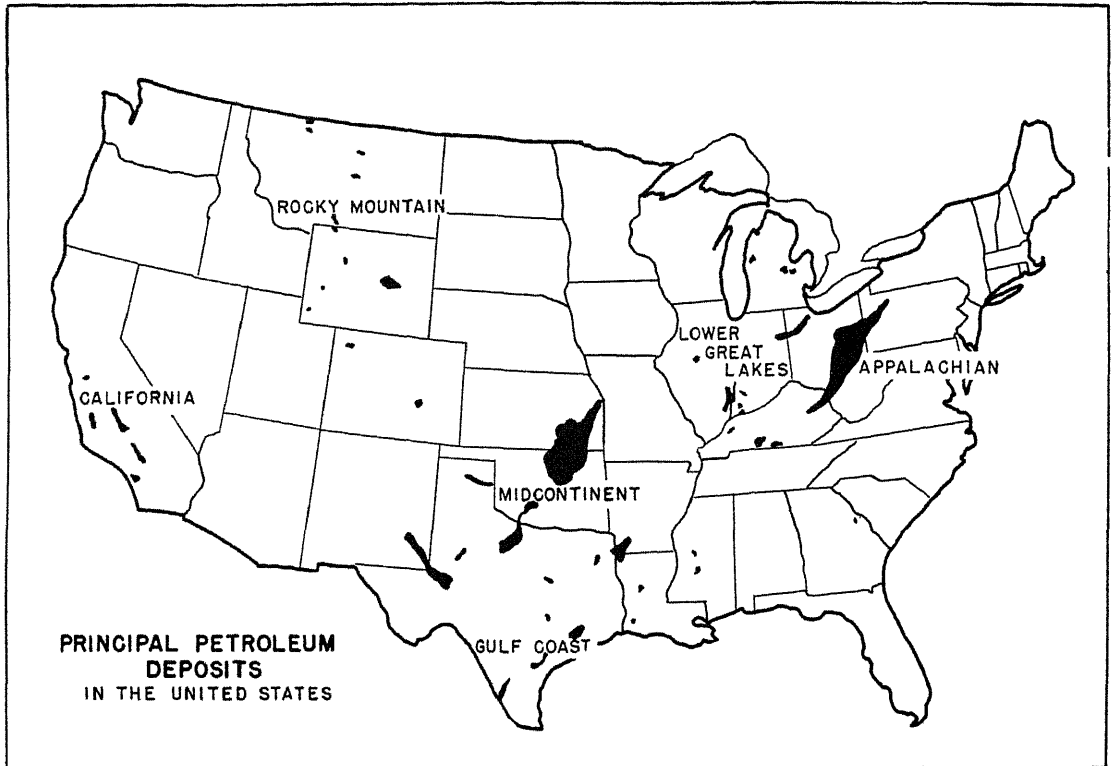 ROCKY MOUNTAIN
LOWER
GREAT
LAKES
APPALACHIAN
CALIFORNIA
MIDCONTINENT
GULF COAST
PRINCIPAL PETROLEUM
DEPOSITS
IN THE UNITED STATES